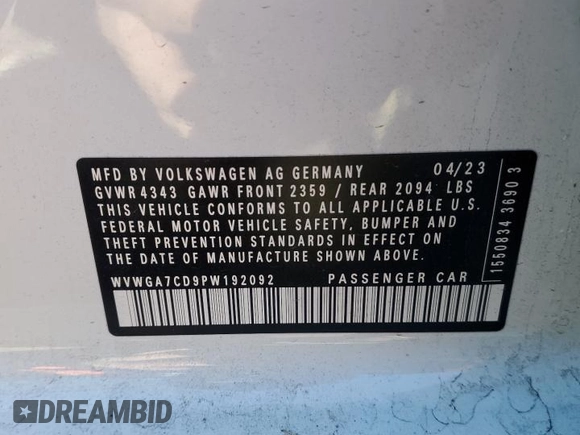 MFD BY VOLKSWAGEN AG GERMANY 04/23
GVWR 4343 GAWR FRONT 2359 / REAR 2094 LBS
THIS VEHICLE CONFORMS TO ALL APPLICABLE U.S.
FEDERAL MOTOR VEHICLE SAFETY, BUMPER AND
THEFT PREVENTION STANDARDS IN EFFECT ON
THE DATE OF MANUFACTURE SHOWN ABOVE.
WVWGA7CD9PW192092 PASSENGER CAR
1550834 3690 3
DREAMBID